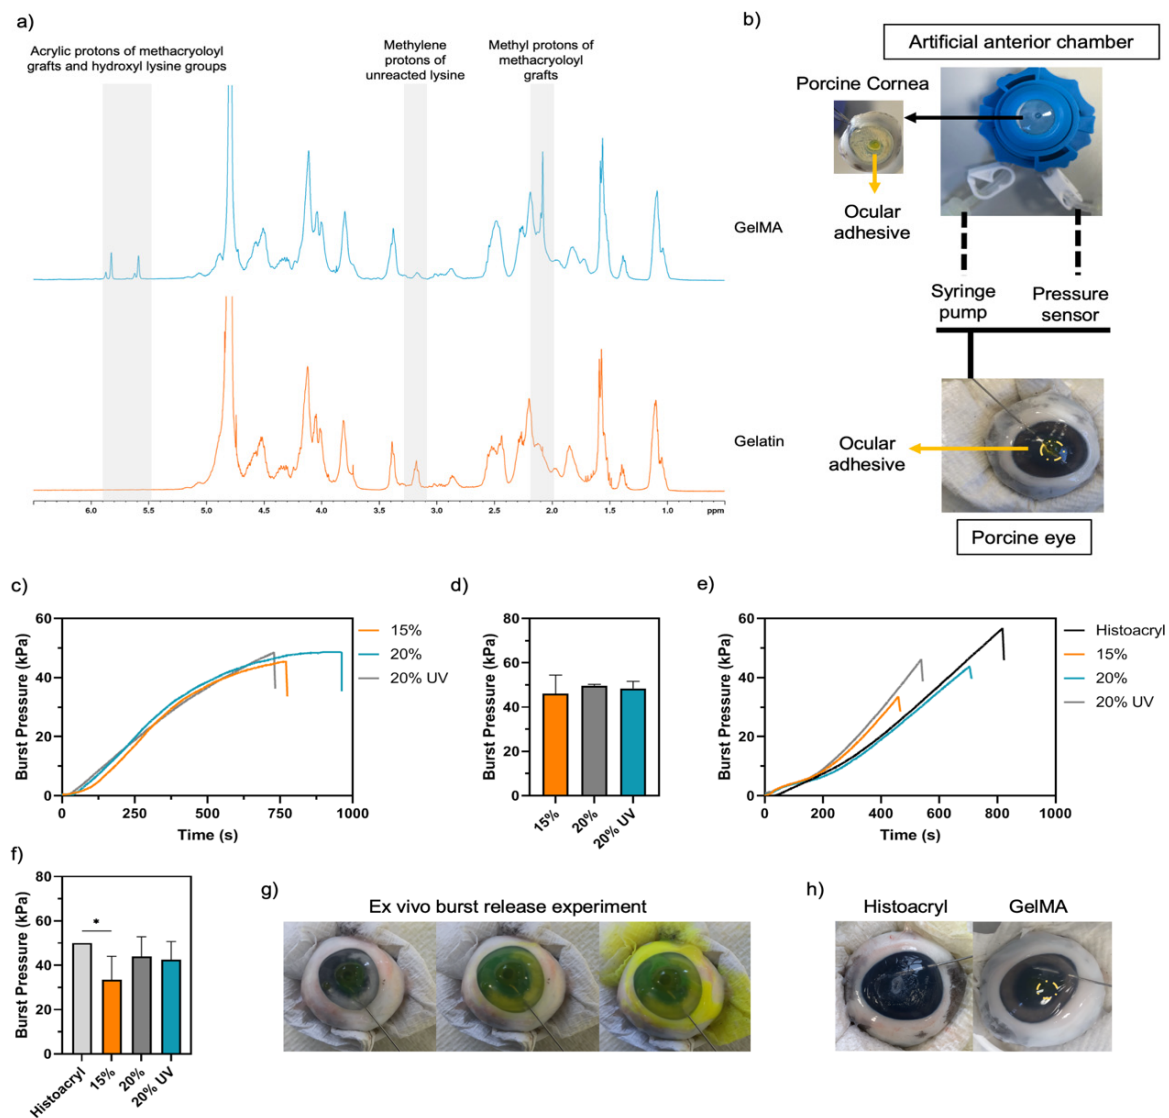 a)
Acrylic protons of methacryoloyl
grafts and hydroxyl lysine groups
Methylene
protons of
unreacted lysine
Methyl protons of
methacryoloyl
grafts
GelMA
Gelatin
6.0 5.5 5.0 4.5 4.0 3.5 3.0 2.5 2.0 1.5 1.0 ppm
b)
Artificial anterior chamber
Porcine Cornea
Ocular
adhesive
Syringe
pump
Pressure
sensor
Ocular
adhesive
Porcine eye
c)
Burst Pressure (kPa)
60
40
20
0
0 250 500 750 1000
Time (s)
15%
20%
20% UV
d)
Burst Pressure (kPa)
80
60
40
20
0
15% 20% 20% UV
e)
Burst Pressure (kPa)
60
40
20
0
0 200 400 600 800 1000
Time (s)
Histoacryl
15%
20%
20% UV
f)
Burst Pressure (kPa)
80
60
40
20
0
*
Histoacryl 15% 20% 20% UV
g)
Ex vivo burst release experiment
h)
Histoacryl GelMA